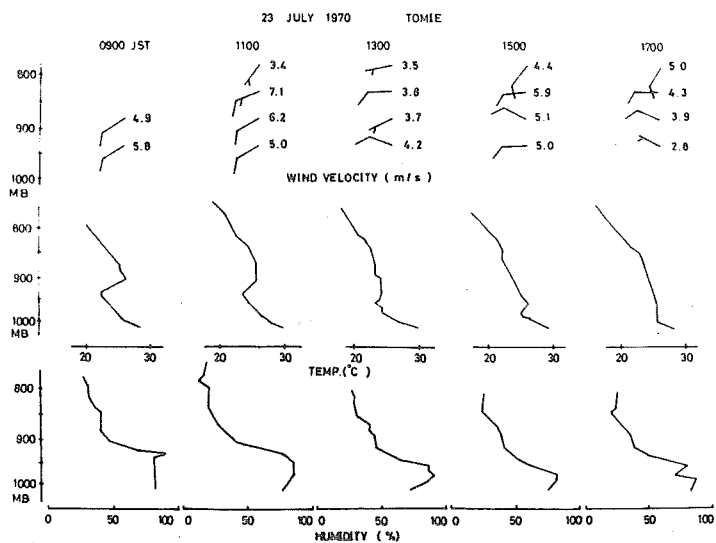 23 JULY 1970 TOMIE
0900 JST 1100 1300 1500 1700
800
900
1000
MB
4.9
5.8
3.4
7.1
6.2
5.0
3.5
3.6
3.7
4.2
4.4
5.9
5.1
5.0
5.0
4.3
3.9
2.8
WIND VELOCITY ( m/s )
800
900
1000
MB
20 30 20 30 20 30 20 30 20 30
TEMP.(°C)
800
900
1000
MB
0 50 100 0 50 100 0 50 100 0 50 100 0 50 100
HUMIDITY ( % )